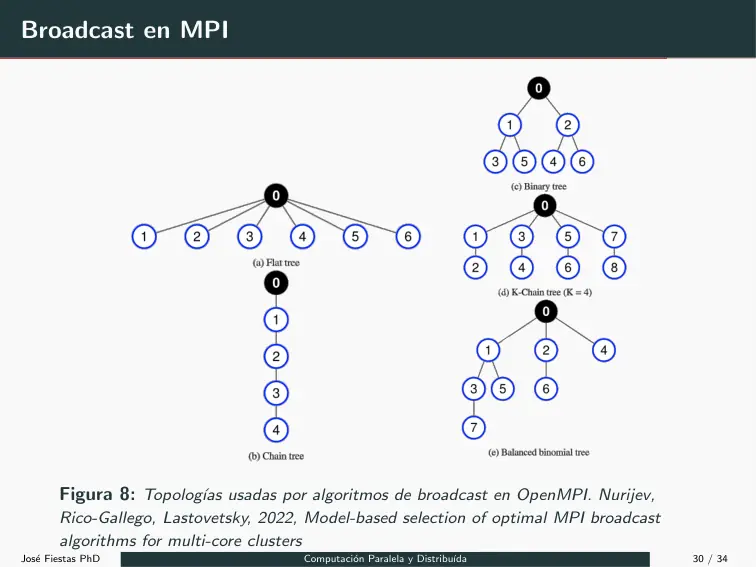 Broadcast en MPI
0
1 2 3 4 5 6
(a) Flat tree
0
1
2
3
4
(b) Chain tree
0
1 2
3 5 4 6
(c) Binary tree
0
1 3 5 7
2 4 6 8
(d) K-Chain tree (K = 4)
0
1 2 4
3 5 6
7
(e) Balanced binomial tree
Figura 8: Topologías usadas por algoritmos de broadcast en OpenMPI. Nurijev,
Rico-Gallego, Lastovetsky, 2022, Model-based selection of optimal MPI broadcast
algorithms for multi-core clusters
José Fiestas PhD Computación Paralela y Distribuída 30 / 34